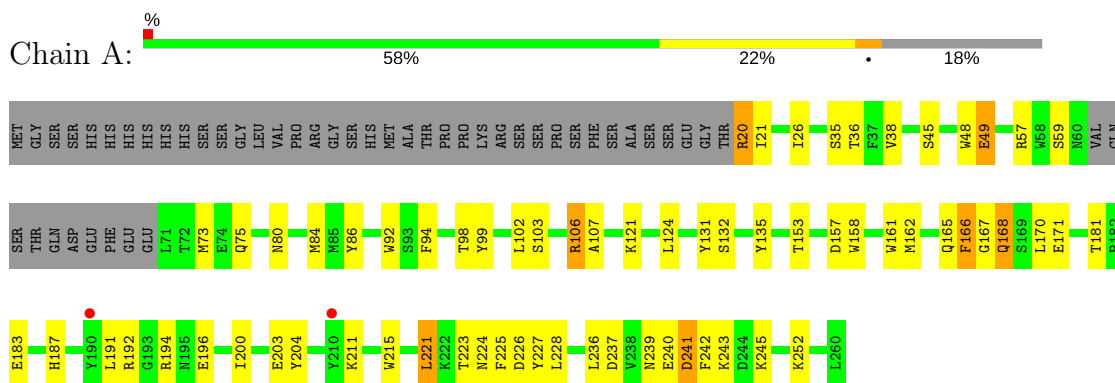 %
Chain A:
58% 22% • 18%
MET GLY SER SER HIS HIS HIS HIS HIS HIS SER SER GLY LEU VAL PRO ARG GLY SER HIS MET ALA THR PRO PRO LYS ARG SER SER PRO SER PHE SER ALA SER SER GLU GLY THR R20 I21 I26 S35 T36 F37 V38 S45 W48 E49 R57 W58 S59 N60 VAL GLN
SER THR GLN ASP GLU PHE GLU GLU L71 T72 M73 E74 Q75 N80 M84 M85 Y86 W92 S93 F94 T98 Y99 L102 S103 R106 A107 K121 L124 Y131 S132 Y135 T153 D157 W158 W161 M162 Q165 F166 G167 Q168 S169 L170 E171 T181 P182
E183 H187 Y190 L191 R192 G193 R194 N195 E196 I200 E203 Y204 Y210 K211 W215 L221 K222 T223 N224 F225 D226 Y227 L228 L236 D237 V238 N239 E240 D241 F242 K243 D244 K245 K252 L260